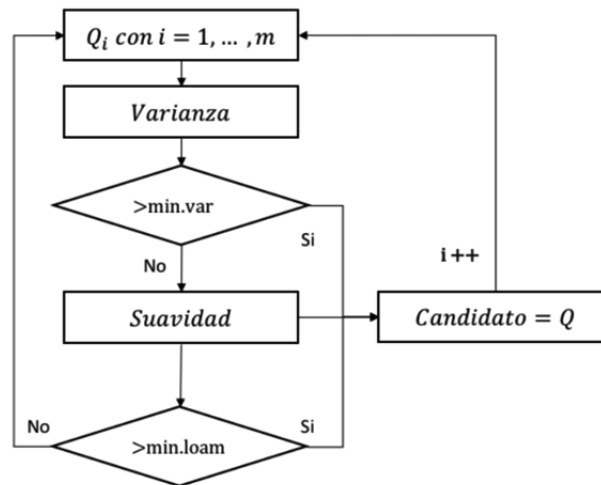 Q_i con i = 1, ... , m
Varianza
>min.var
Si
No
i ++
Suavidad
Candidato = Q
No
Si
>min.loam